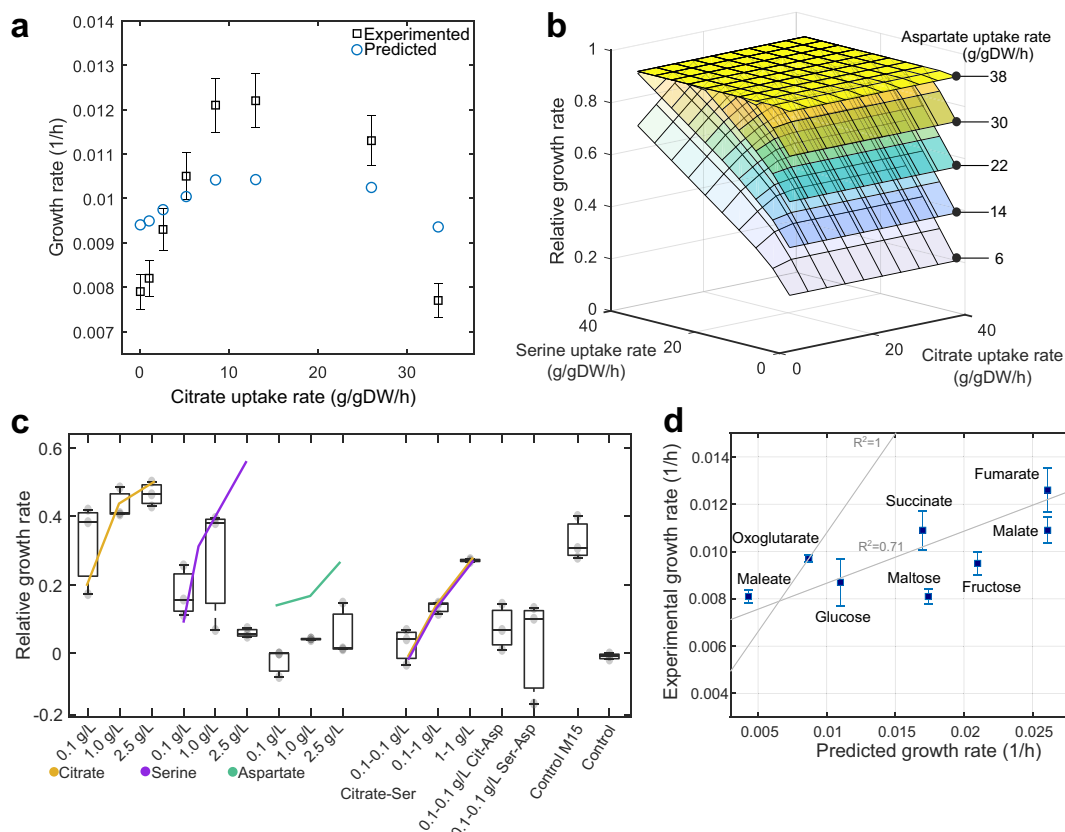 a
0.014
0.013
0.012
0.011
0.01
0.009
0.008
0.007
Growth rate (1/h)
Experimented
Predicted
0
10
20
30
Citrate uptake rate (g/gDW/h)
b
1
0.8
0.6
0.4
0.2
0
Relative growth rate
Aspartate uptake rate
(g/gDW/h)
38
30
22
14
6
40
20
0
Serine uptake rate
(g/gDW/h)
0
20
40
Citrate uptake rate
(g/gDW/h)
c
0.6
0.4
0.2
0
-0.2
Relative growth rate
0.1 g/L
1.0 g/L
2.5 g/L
0.1 g/L
1.0 g/L
2.5 g/L
0.1 g/L
1.0 g/L
2.5 g/L
0.1-0.1 g/L
0.1-1 g/L
1-1 g/L
0.1-0.1 g/L Cit-Asp
0.1-0.1 g/L Ser-Asp
Control M15
Control
Citrate
Serine
Aspartate
Citrate-Ser
d
0.014
0.012
0.010
0.008
0.006
0.004
Experimental growth rate (1/h)
R²=1
R²=0.71
Fumarate
Succinate
Malate
Oxoglutarate
Maleate
Maltose
Fructose
Glucose
0.005
0.01
0.015
0.02
0.025
Predicted growth rate (1/h)